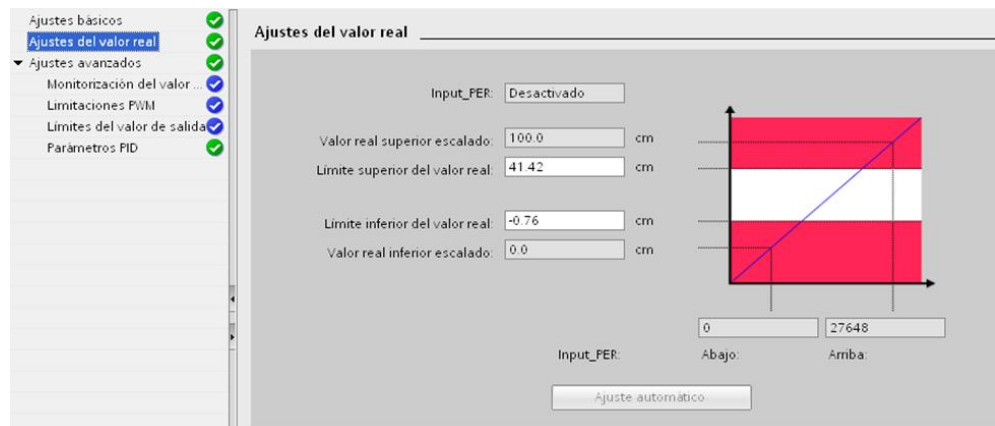 Ajustes básicos
Ajustes del valor real
Ajustes avanzados
Monitorización del valor ...
Limitaciones PWM
Límites del valor de salida
Parámetros PID
Ajustes del valor real
Input_PER: Desactivado
Valor real superior escalado: 100.0 cm
Límite superior del valor real: 41.42 cm
Límite inferior del valor real: -0.76 cm
Valor real inferior escalado: 0.0 cm
0 27648
Input_PER: Abajo: Arriba:
Ajuste automático